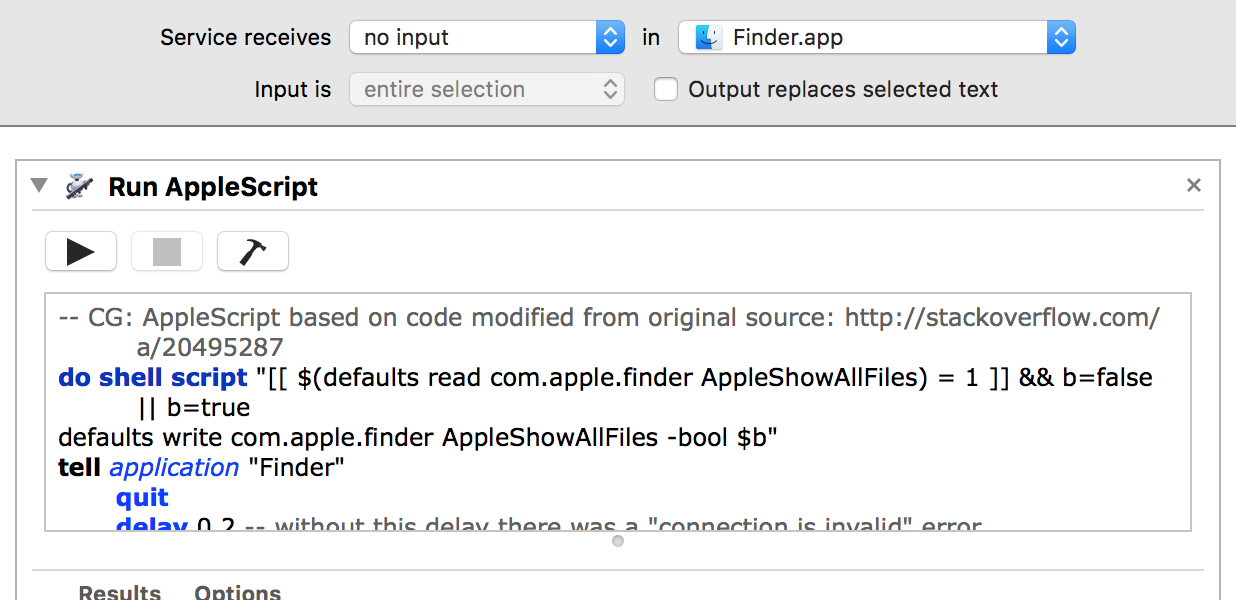 Service receives no input in Finder.app
Input is entire selection Output replaces selected text
Run AppleScript
-- CG: AppleScript based on code modified from original source: http://stackoverflow.com/
a/20495287
do shell script "[[ $(defaults read com.apple.finder AppleShowAllFiles) = 1 ]] && b=false
|| b=true
defaults write com.apple.finder AppleShowAllFiles -bool $b"
tell application "Finder"
quit
delay 0.2 -- without this delay there was a "connection is invalid" error
Results Options